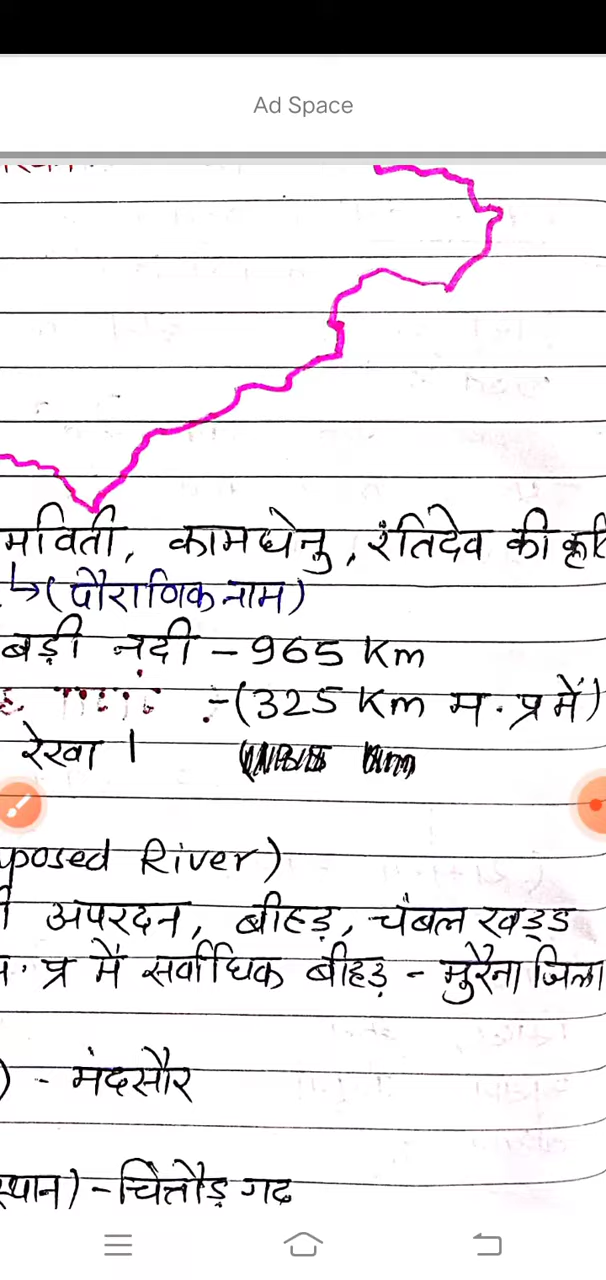 Ad Space
मविती, कामधेनु, रंतिदेव की
↳(पौराणिक नाम)
बड़ी नदी - 965 Km
-(325 Km म.प्र में)
रेखा ।
posed River)
अपरदन, बीहड़, चंबल खड्ड
प्र में सर्वाधिक बीहड़ - मुरैना जिला
) - मंदसौर
स्थान) - चित्तौड़ गढ़